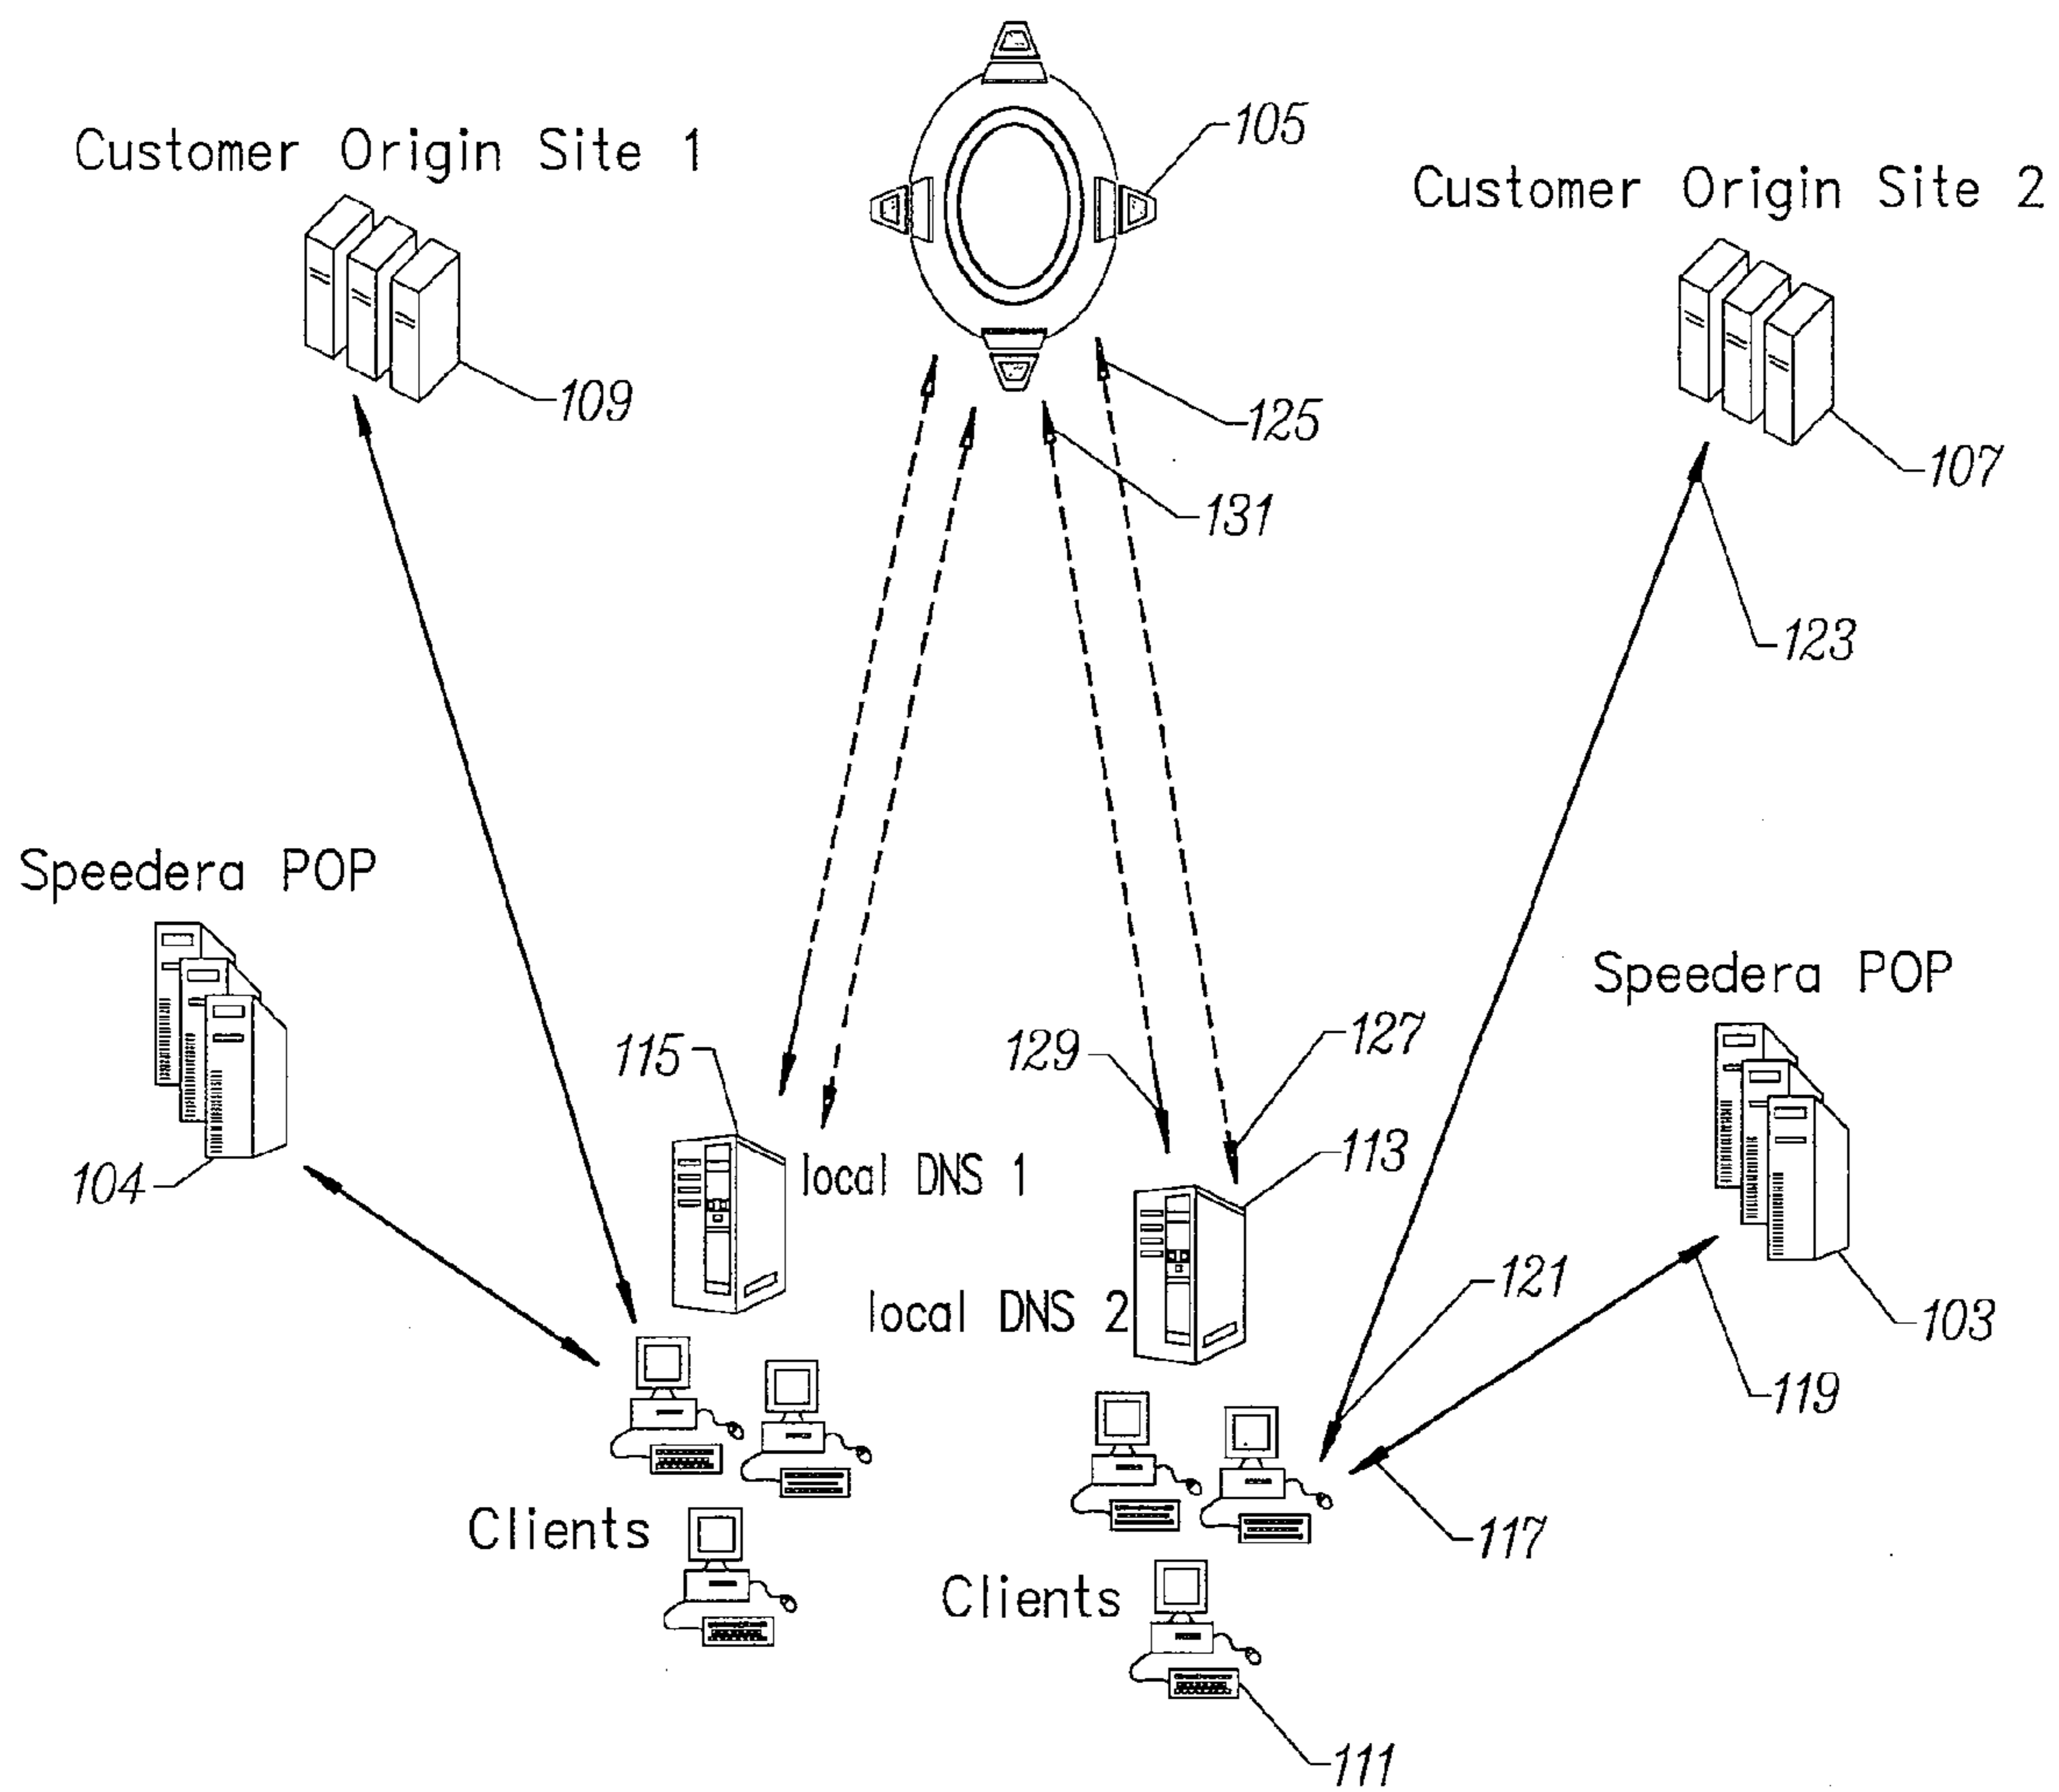 105
Customer Origin Site 1
Customer Origin Site 2
109
125
107
131
123
Speedera POP
Speedera POP
115
129
127
113
local DNS 1
104
121
local DNS 2
103
119
Clients
117
Clients
111